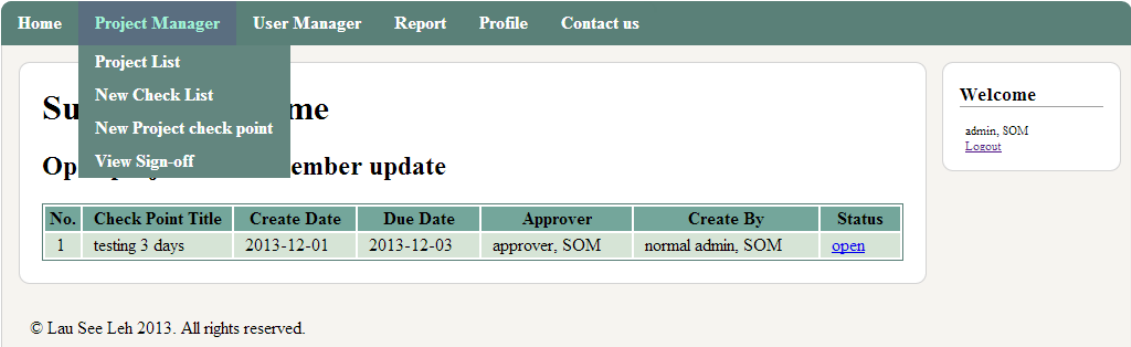 Home Project Manager User Manager Report Profile Contact us
Project List
New Check List
New Project check point
View Sign-off
Su me
Op ember update
No. Check Point Title Create Date Due Date Approver Create By Status
1 testing 3 days 2013-12-01 2013-12-03 approver, SOM normal admin, SOM open
Welcome
admin, SOM
Logout
© Lau See Leh 2013. All rights reserved.